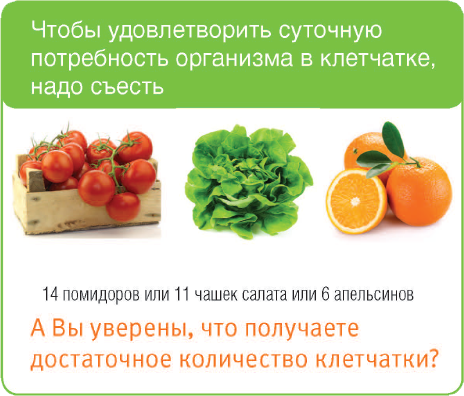 Чтобы удовлетворить суточную
потребность организма в клетчатке,
надо съесть
14 помидоров или 11 чашек салата или 6 апельсинов
А Вы уверены, что получаете
достаточное количество клетчатки?